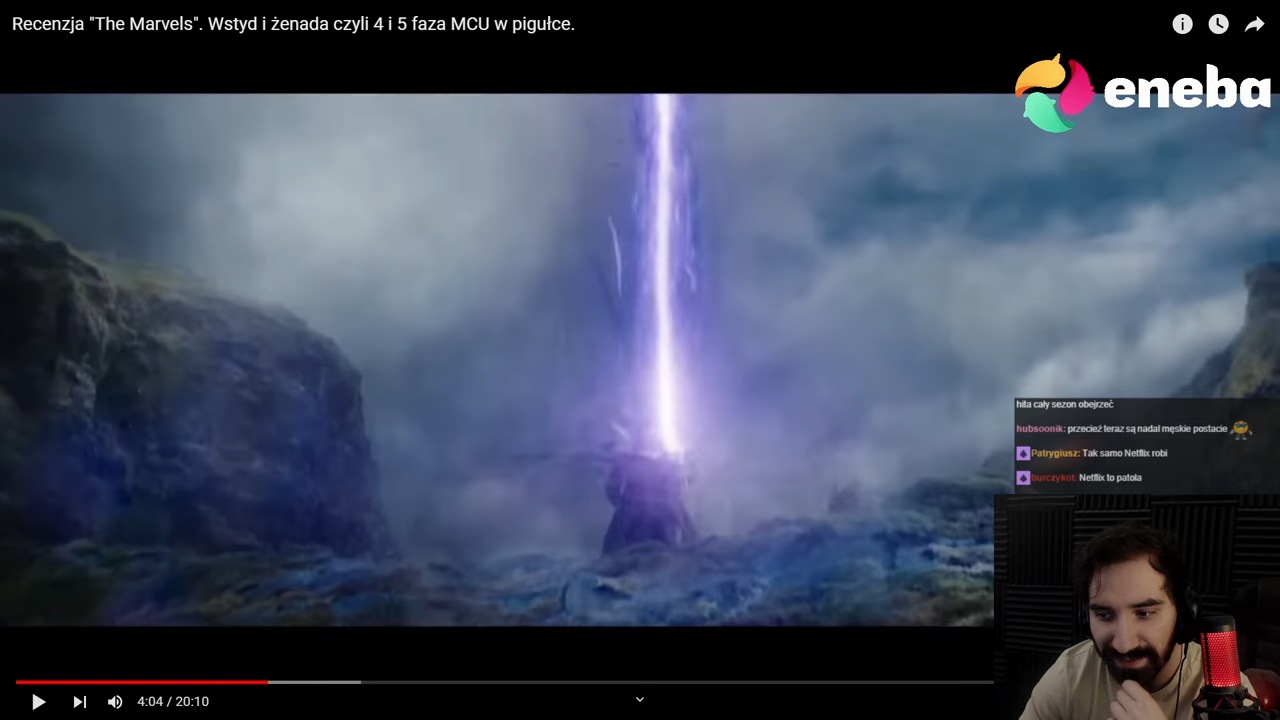 Recenzja "The Marvels". Wstyd i żenada czyli 4 i 5 faza MCU w pigułce.
eneba
hita cały sezon obejrzeć
hubsoonik: przecież teraz są nadal męskie postacie
Patrygiusz: Tak samo Netflix robi
burczykot: Netflix to patola
4:04 / 20:10